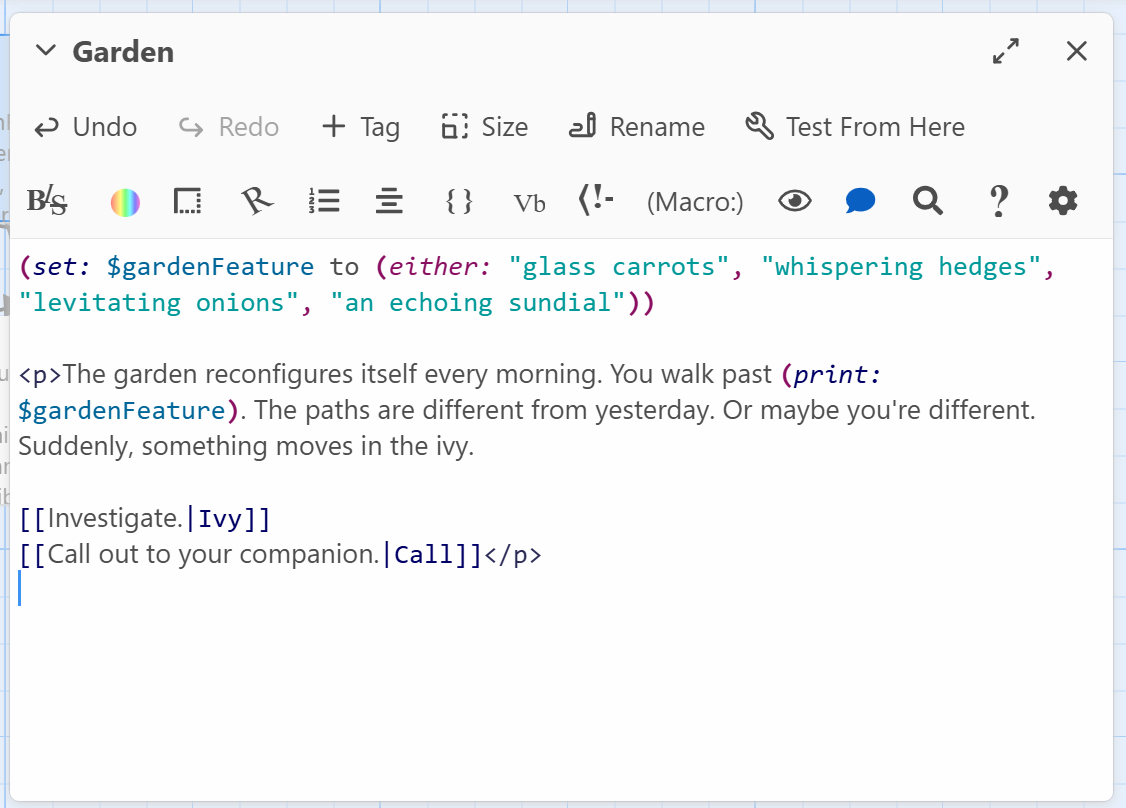 Garden
Undo Redo + Tag Size Rename Test From Here
B/S { } Vb (!- (Macro:) ?
(set: $gardenFeature to (either: "glass carrots", "whispering hedges",
"levitating onions", "an echoing sundial"))
<p>The garden reconfigures itself every morning. You walk past (print:
$gardenFeature). The paths are different from yesterday. Or maybe you're different.
Suddenly, something moves in the ivy.
[[Investigate.|Ivy]]
[[Call out to your companion.|Call]]</p>